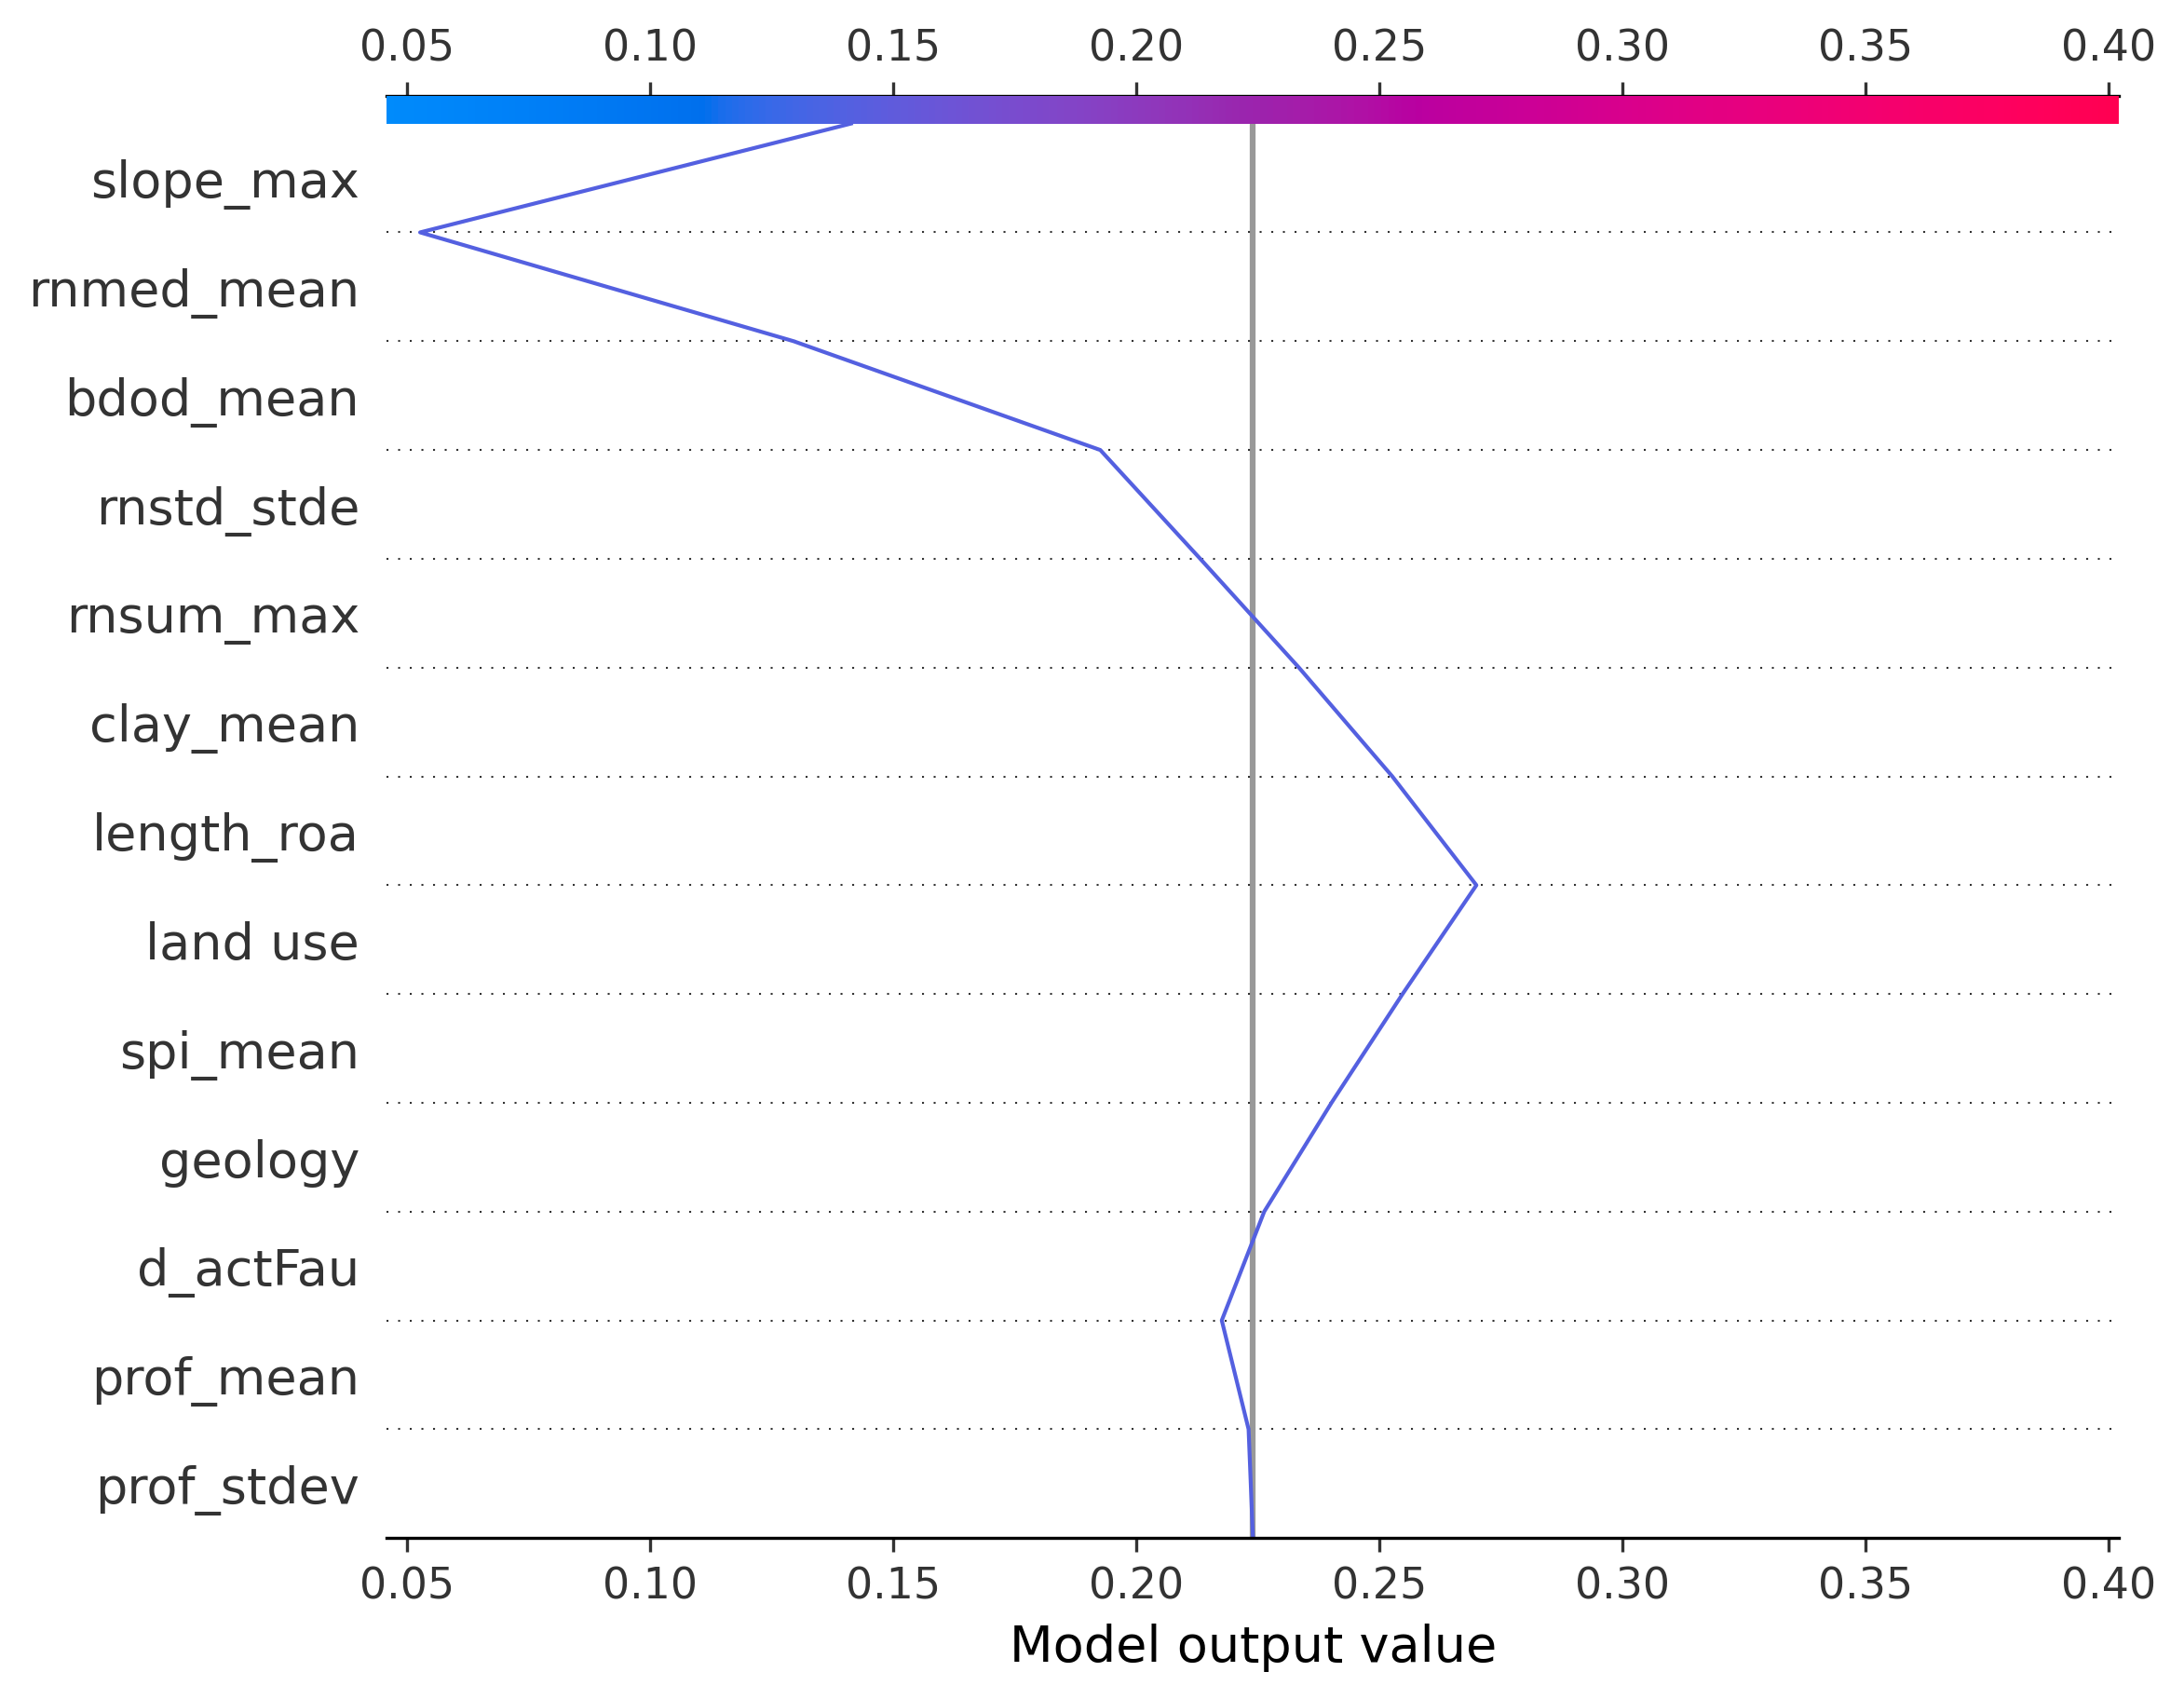 0.05 0.10 0.15 0.20 0.25 0.30 0.35 0.40
slope_max
rnmed_mean
bdod_mean
rnstd_stde
rnsum_max
clay_mean
length_roa
land use
spi_mean
geology
d_actFau
prof_mean
prof_stdev
0.05 0.10 0.15 0.20 0.25 0.30 0.35 0.40
Model output value